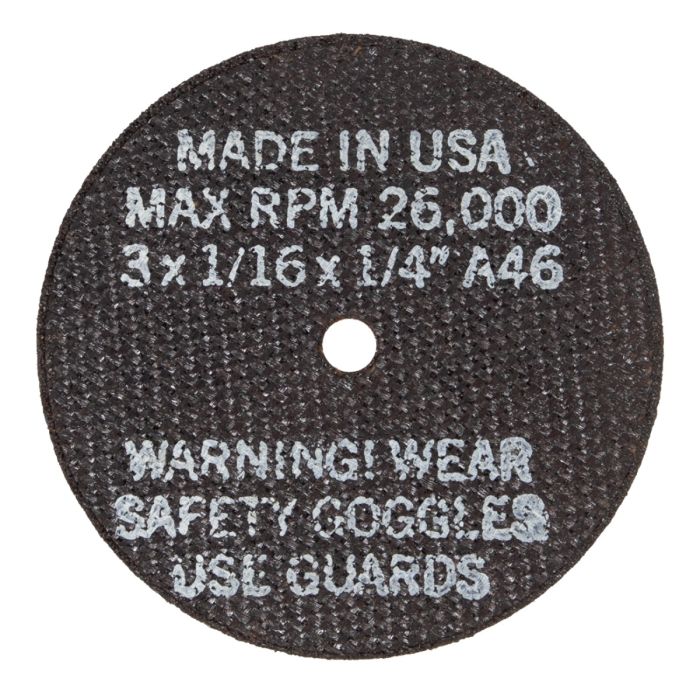 MADE IN USA
MAX RPM 26,000
3 x 1/16 x 1/4" A46
WARNING! WEAR
SAFETY GOGGLES
USE GUARDS